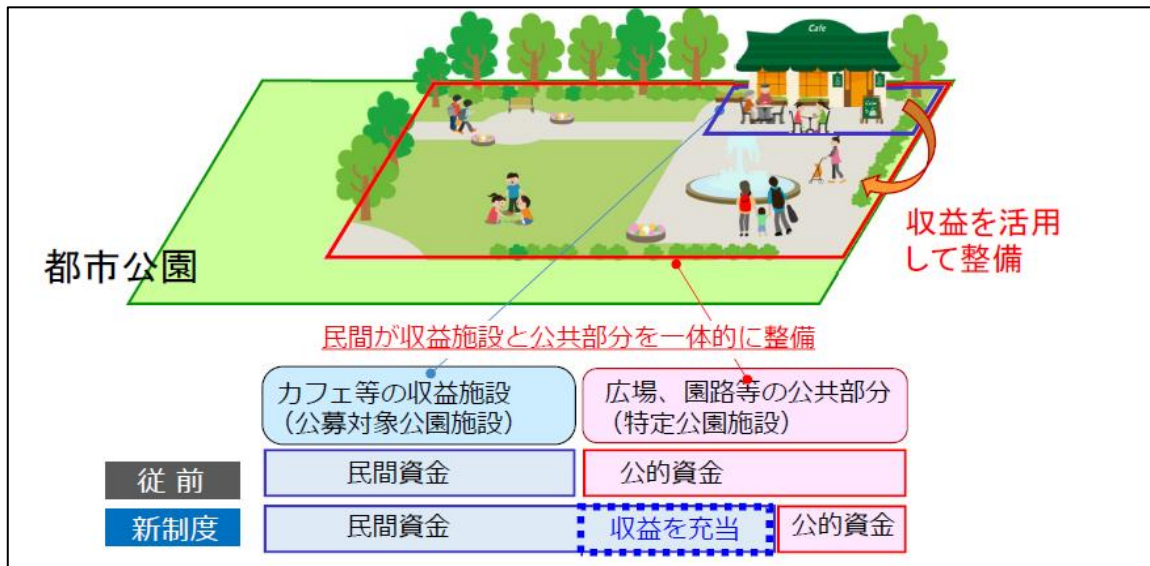 Cafe
収益を活用
して整備
都市公園
民間が収益施設と公共部分を一体的に整備
カフェ等の収益施設
（公募対象公園施設）
広場、園路等の公共部分
（特定公園施設）
従 前
民間資金
公的資金
新制度
民間資金
収益を充当
公的資金